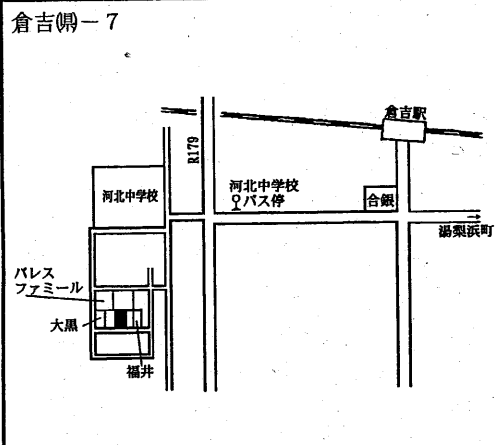 倉吉(県)-7
倉吉駅
R179
河北中学校
河北中学校
バス停
合銀
湯梨浜町
パレス
ファミール
大黒
福井